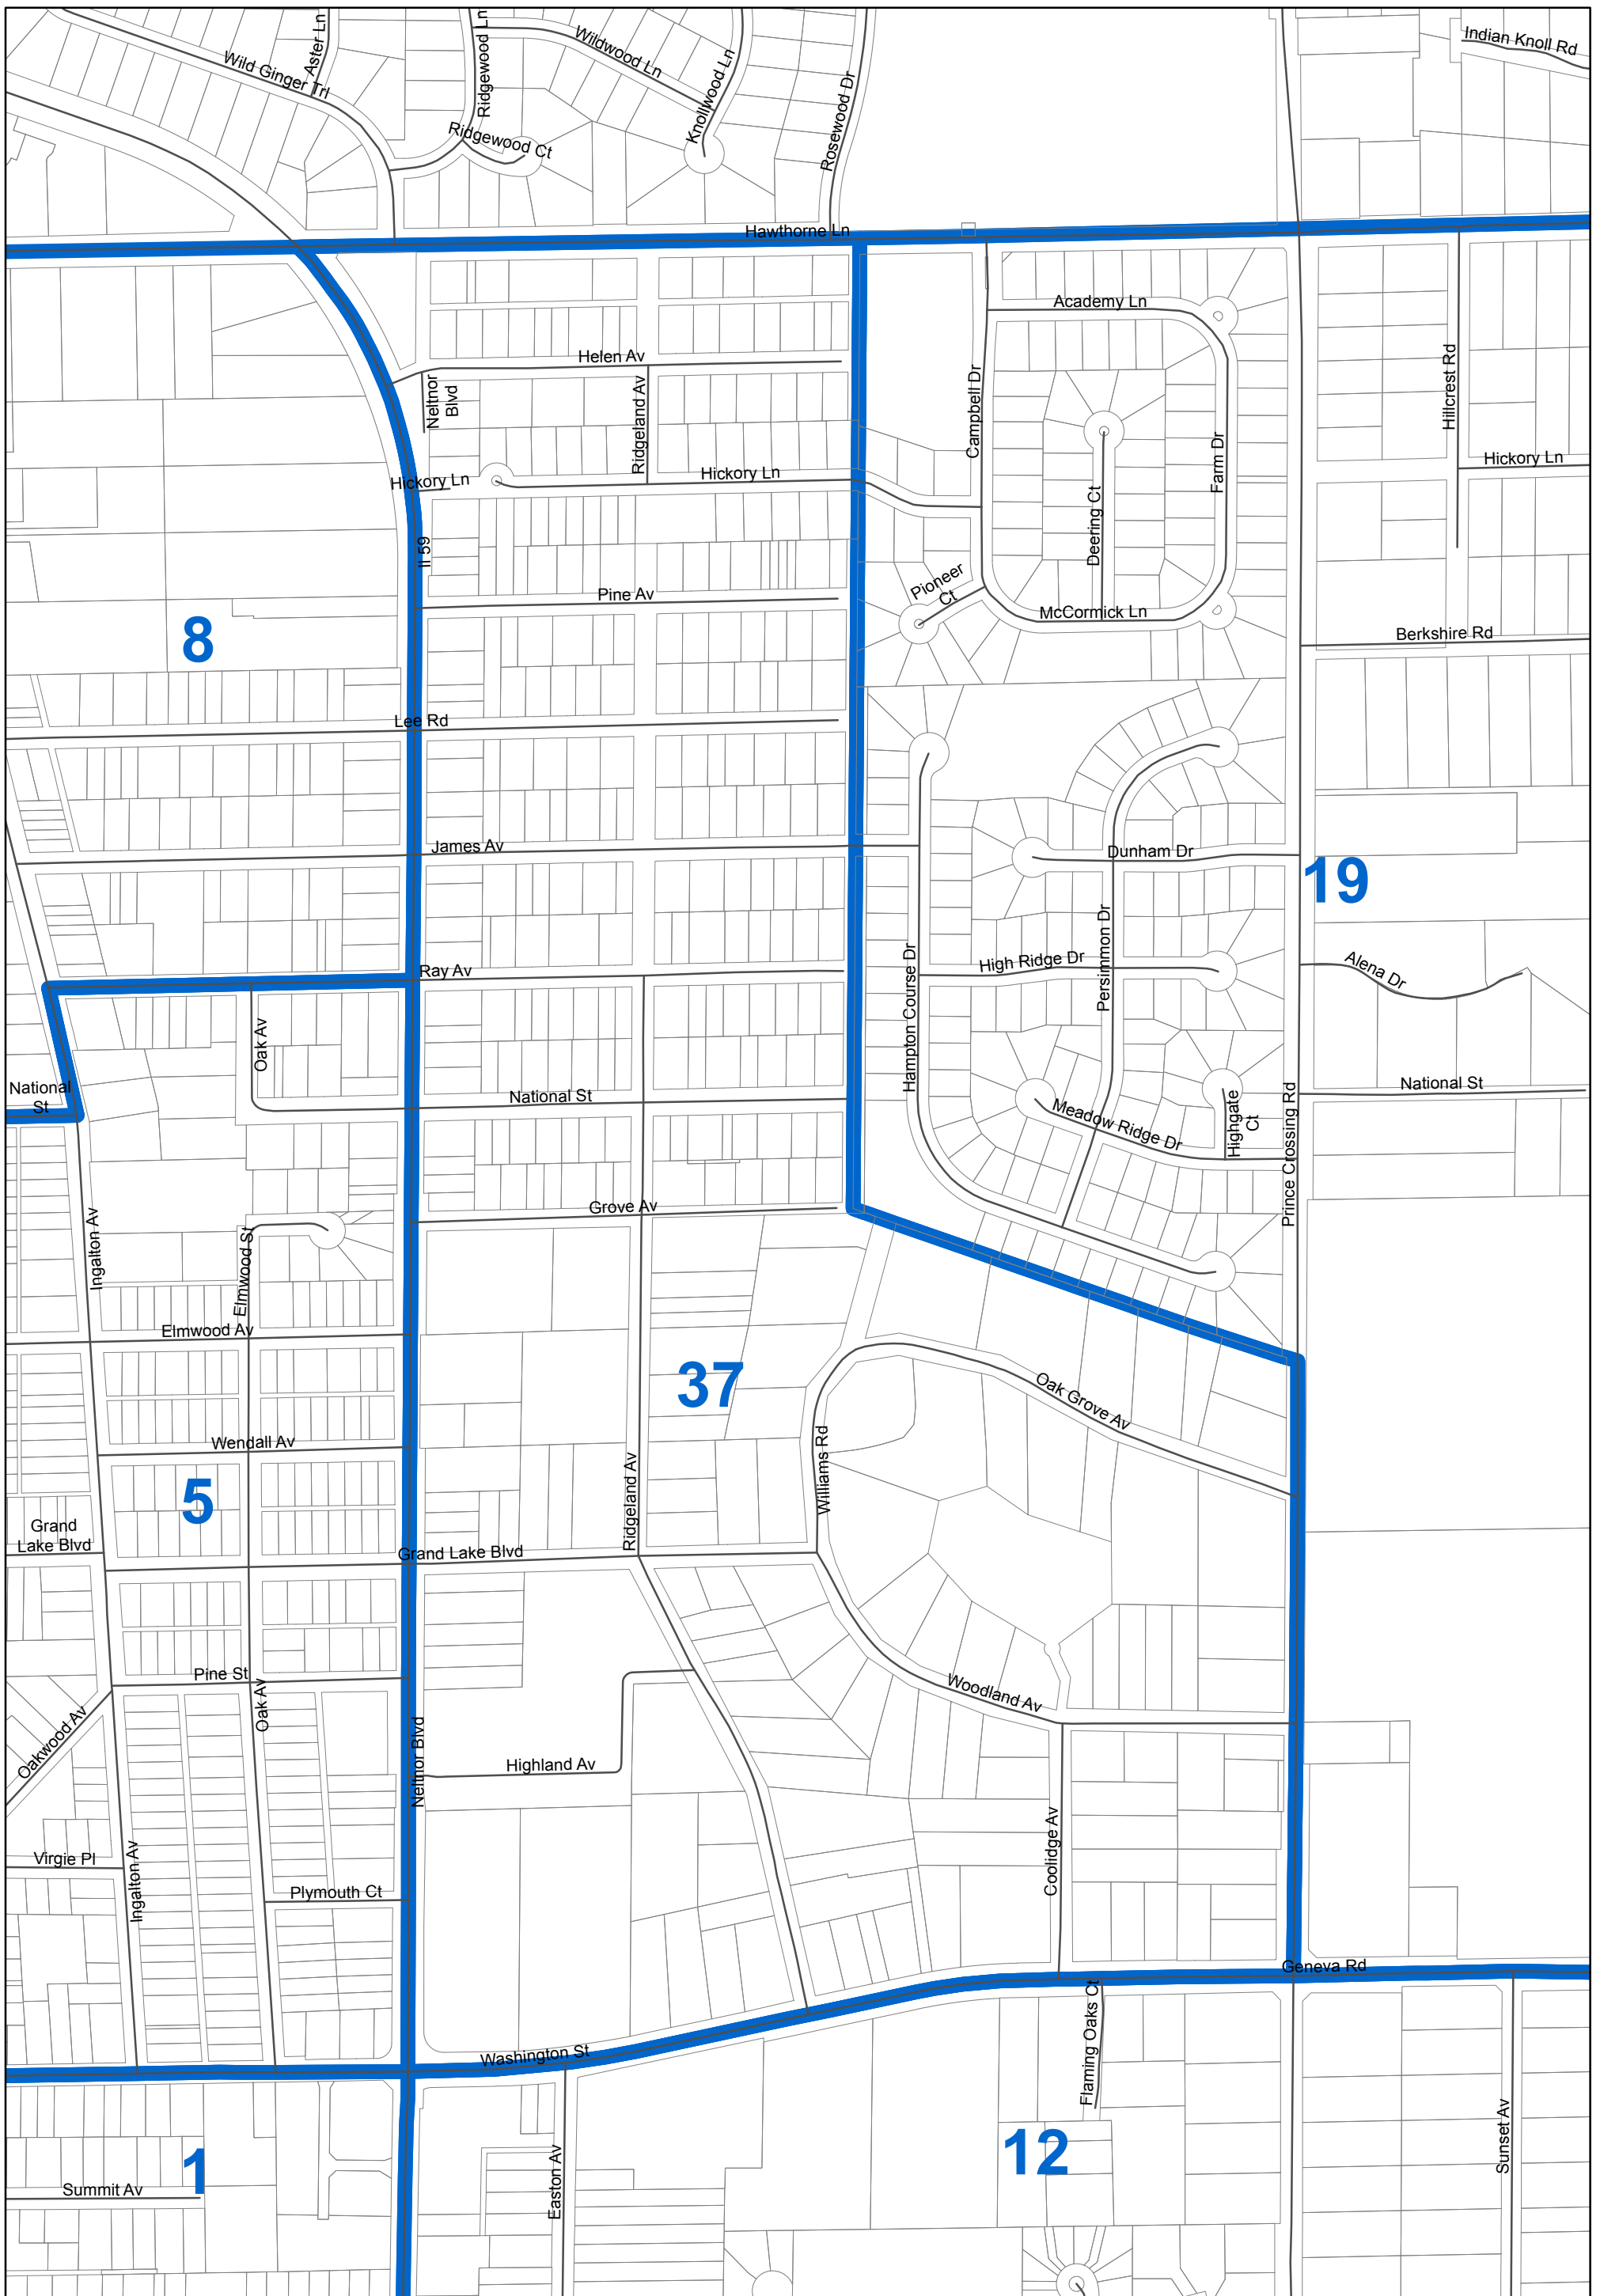 Indian Knoll Rd
Aster Ln
Ridgewood Ln
Wildwood Ln
Wild Ginger Trl
Knollwood Ln
Rosewood Dr
Ridgewood Ct
Hawthorne Ln
Academy Ln
Helen Av
Neltnor
Blvd
Ridgeland Av
Campbell Dr
Hillcrest Rd
Farm Dr
Hickory Ln
Hickory Ln
Hickory Ln
Deering Ct
Il 59
Pioneer
Ct
Pine Av
McCormick Ln
8
Berkshire Rd
Lee Rd
James Av
Dunham Dr
19
Persimmon Dr
Hampton Course Dr
High Ridge Dr
Ray Av
Alena Dr
Oak Av
National
St
National St
National St
Meadow Ridge Dr
Highgate
Ct
Prince Crossing Rd
Grove Av
Ingalton Av
Elmwood St
Elmwood Av
37
Oak Grove Av
Wendall Av
Williams Rd
Ridgeland Av
5
Grand
Lake Blvd
Grand Lake Blvd
Pine St
Oak Av
Oakwood Av
Woodland Av
Neltnor Blvd
Highland Av
Coolidge Av
Virgie Pl
Ingalton Av
Plymouth Ct
Geneva Rd
Washington St
Flaming Oaks Ct
12
1
Summit Av
Easton Av
Sunset Av